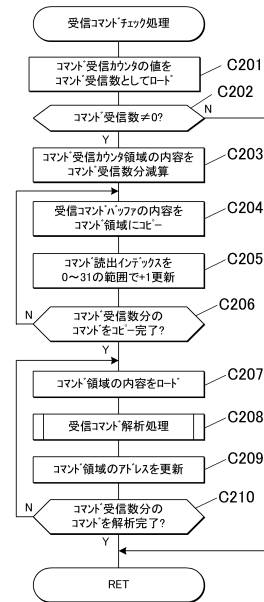 受信コマンドチェック処理
コマンド受信カウンタの値を
コマンド受信数としてロード
C201
コマンド受信数≠0?
C202
N
Y
コマンド受信カウンタ領域の内容を
コマンド受信数分減算
C203
受信コマンドバッファの内容を
コマンド領域にコピー
C204
コマンド読出インデックスを
0～31の範囲で+1更新
C205
コマンド受信数分の
コマンドをコピー完了?
C206
N
Y
コマンド領域の内容をロード
C207
受信コマンド解析処理
C208
コマンド領域のアドレスを更新
C209
コマンド受信数分の
コマンドを解析完了?
C210
N
Y
RET